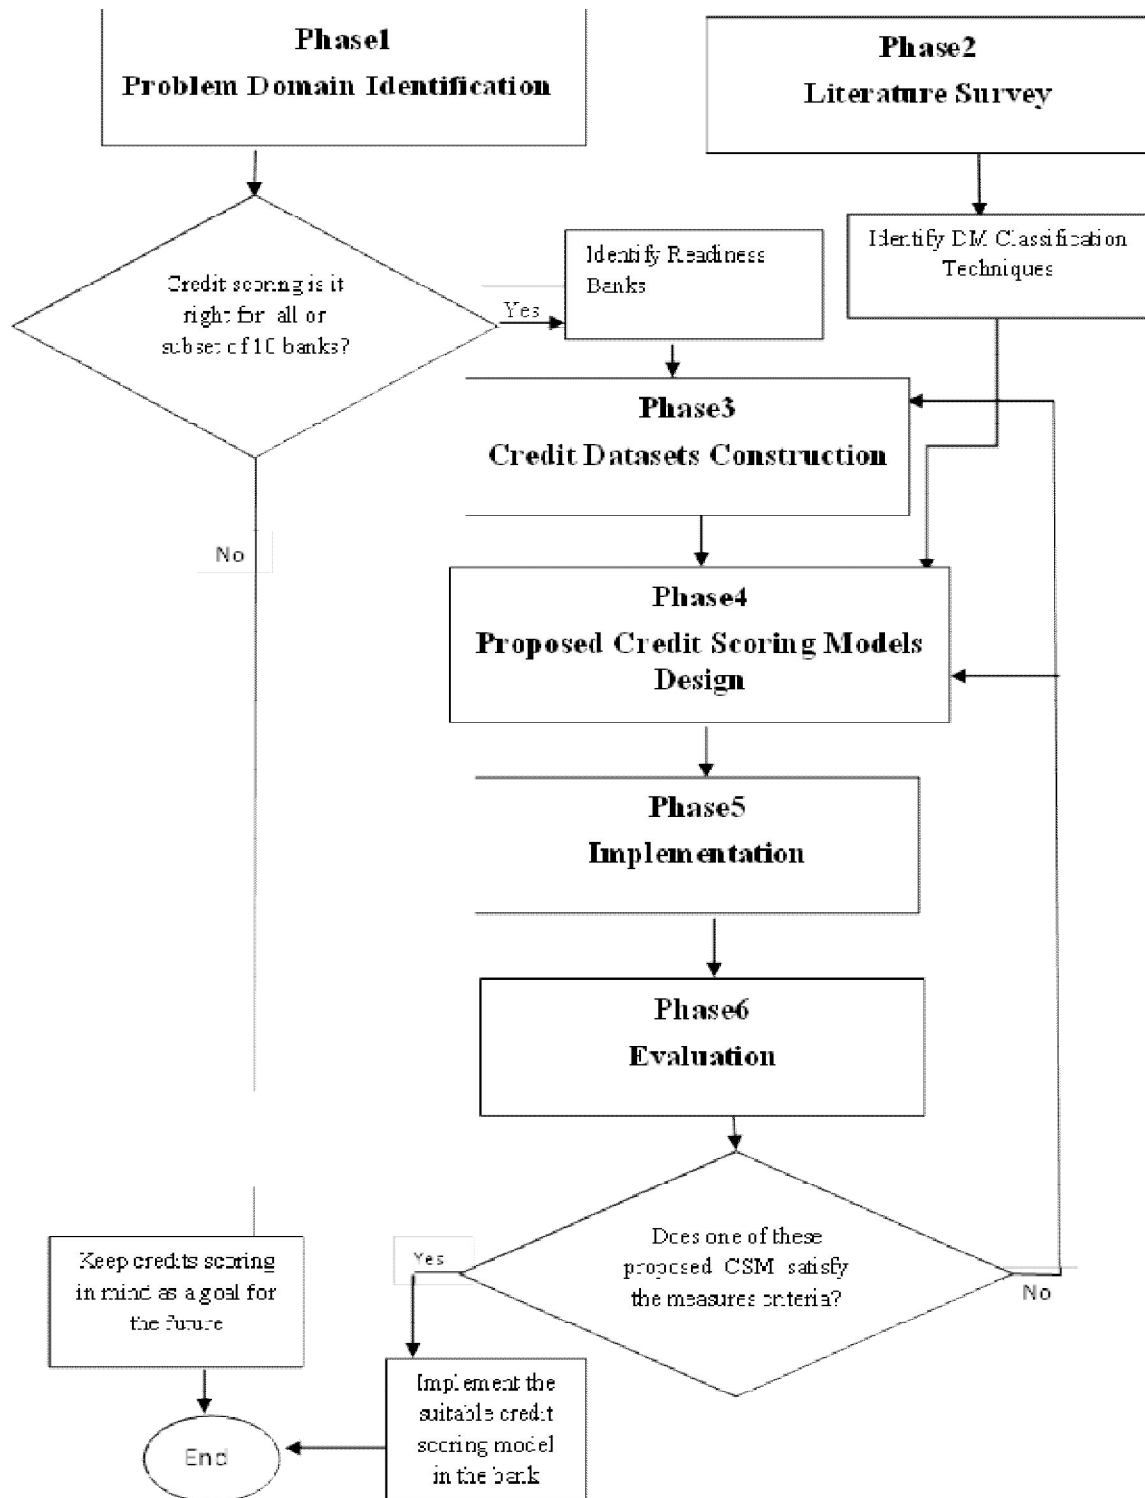 Phase1
Problem Domain Identification
Phase2
Literature Survey
Credit scoring is it
right for all or
subset of 10 banks?
Yes
Identify Readiness
Banks
Identify DM Classification
Techniques
Phase3
Credit Datasets Construction
No
Phase4
Proposed Credit Scoring Models
Design
Phase5
Implementation
Phase6
Evaluation
Does one of these
proposed CSM satisfy
the measures criteria?
Yes
No
Keep credits scoring
in mind as a goal for
the future
Implement the
suitable credit
scoring model
in the bank
End